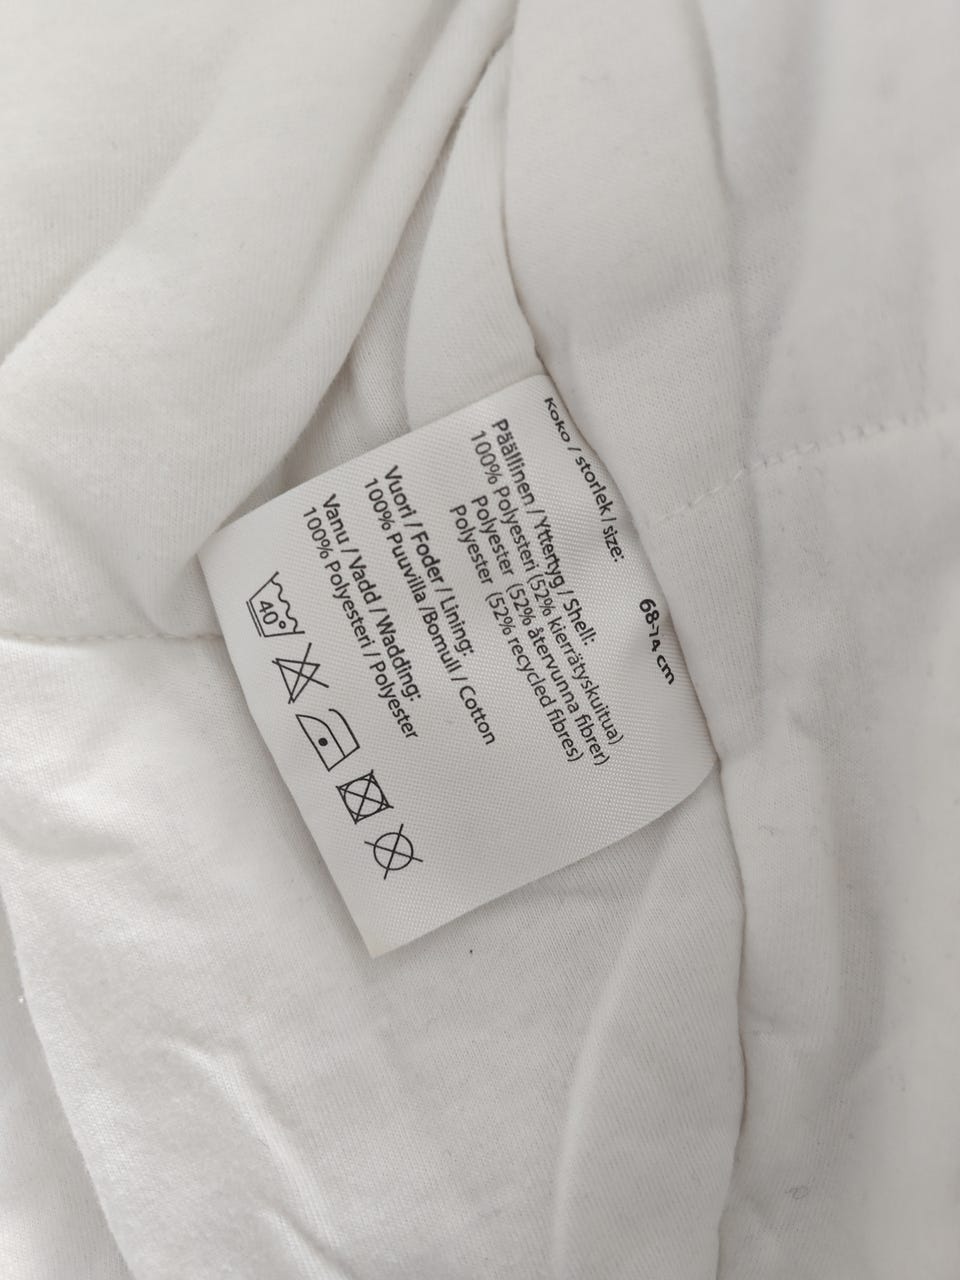 Koko / storlek / size:
68-74 cm
Päällinen / Yttertyg / Shell:
100% Polyesteri (52% kierrätyskuitua)
Polyester (52% återvunna fibrer)
Polyester (52% recycled fibres)
Vuori / Foder / Lining:
100% Puuvilla /Bomull / Cotton
Vanu / Vadd / Wadding:
100% Polyesteri / Polyester
40°